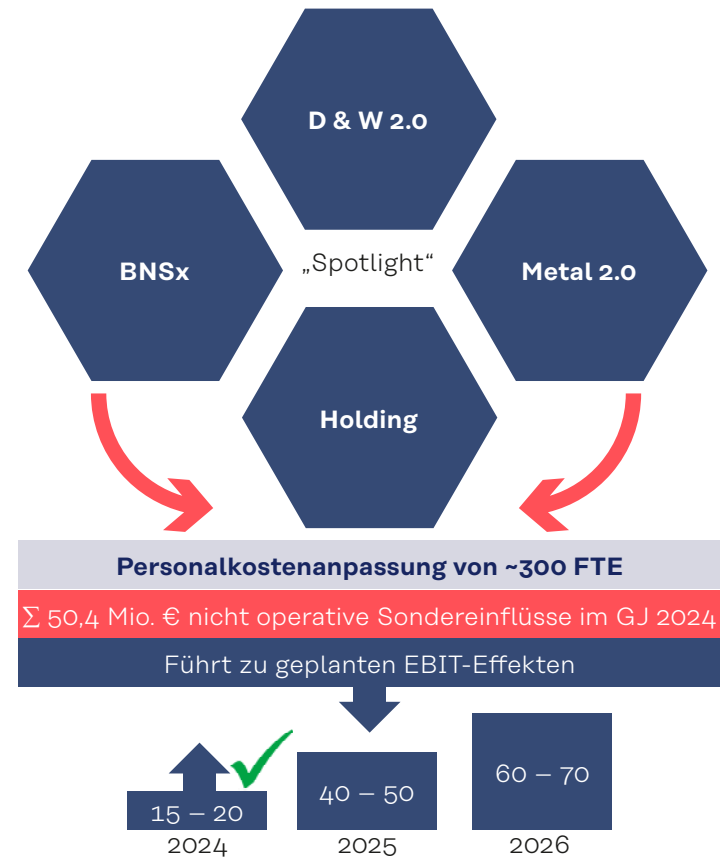 D & W 2.0
BNSx
„Spotlight“
Metal 2.0
Holding
Personalkostenanpassung von ~300 FTE
∑ 50,4 Mio. € nicht operative Sondereinflüsse im GJ 2024
Führt zu geplanten EBIT-Effekten
15 – 20
40 – 50
60 – 70
2024
2025
2026